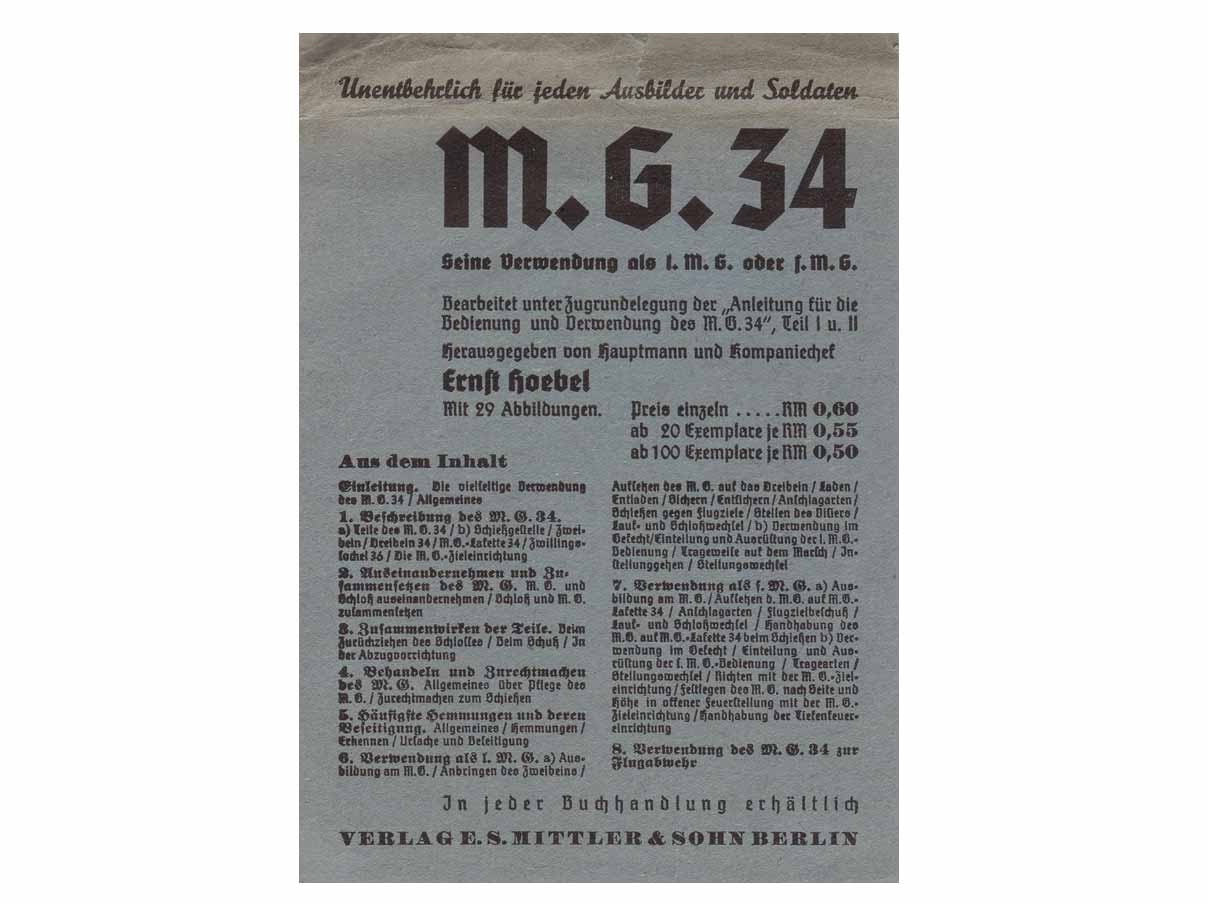 Unentbehrlich für jeden Ausbilder und Soldaten
M.G.34
Seine Verwendung als l. M. G. oder s. M. G.
Bearbeitet unter Zugrundelegung der „Anleitung für die
Bedienung und Verwendung des M. G. 34“, Teil I u. II
Herausgegeben von Hauptmann und Kompaniechef
Ernst Hoebel
Mit 29 Abbildungen.
Preis einzeln ..... RM 0,60
ab 20 Exemplare je RM 0,55
ab 100 Exemplare je RM 0,50
Aus dem Inhalt
Einleitung. Die vielseitige Verwendung
des M. G. 34 / Allgemeines
1. Beschreibung des M. G. 34.
a) Teile des M. G. 34 / b) Schießgestelle / Zwei-
bein / Dreibein 34 / M. G.-Lafette 34 / Zwillings-
sockel 36 / Die M. G.-Zieleinrichtung
2. Auseinandernehmen und Zu-
sammensetzen des M. G. M. G. und
Schloß auseinandernehmen / Schloß und M. G.
zusammensetzen
3. Zusammenwirken der Teile. Beim
Zurückziehen des Schlosses / Beim Schuß / In
der Abzugvorrichtung
4. Behandeln und Zurechtmachen
des M. G. Allgemeines über Pflege des
M. G. / Zurechtmachen zum Schießen
5. Häufigste Hemmungen und deren
Beseitigung. Allgemeines / Hemmungen /
Erkennen / Ursache und Beseitigung
6. Verwendung als l. M. G. a) Aus-
bildung am M. G. / Anbringen des Zweibeins /
Aufsetzen des M. G. auf das Dreibein / Laden /
Entladen / Sichern / Entsichern / Anschlagarten /
Schießen gegen Flugziele / Stellen des Visiers /
Lauf- und Schloßwechsel / b) Verwendung im
Gefecht/Einteilung und Ausrüstung der l. M. G.-
Bedienung / Trageweise auf dem Marsch / In-
stellunggehen / Stellungswechsel
7. Verwendung als s. M. G. a) Aus-
bildung am M. G. / Aufsetzen d. M. G. auf M. G.-
Lafette 34 / Anschlagarten / Flugzielbeschuß /
Lauf- und Schloßwechsel / Handhabung des
M. G. auf M. G.-Lafette 34 beim Schießen b) Ver-
wendung im Gefecht / Einteilung und Aus-
rüstung der s. M. G.-Bedienung / Tragearten /
Stellungswechsel / Richten mit der M. G.-Ziel-
einrichtung / Festlegen des M. G. nach Seite und
Höhe in offener Feuerstellung mit der M. G.-
Zieleinrichtung / Handhabung der Tiefenfeuer-
einrichtung
8. Verwendung des M. G. 34 zur
Flugabwehr
In jeder Buchhandlung erhältlich
VERLAG E. S. MITTLER & SOHN BERLIN